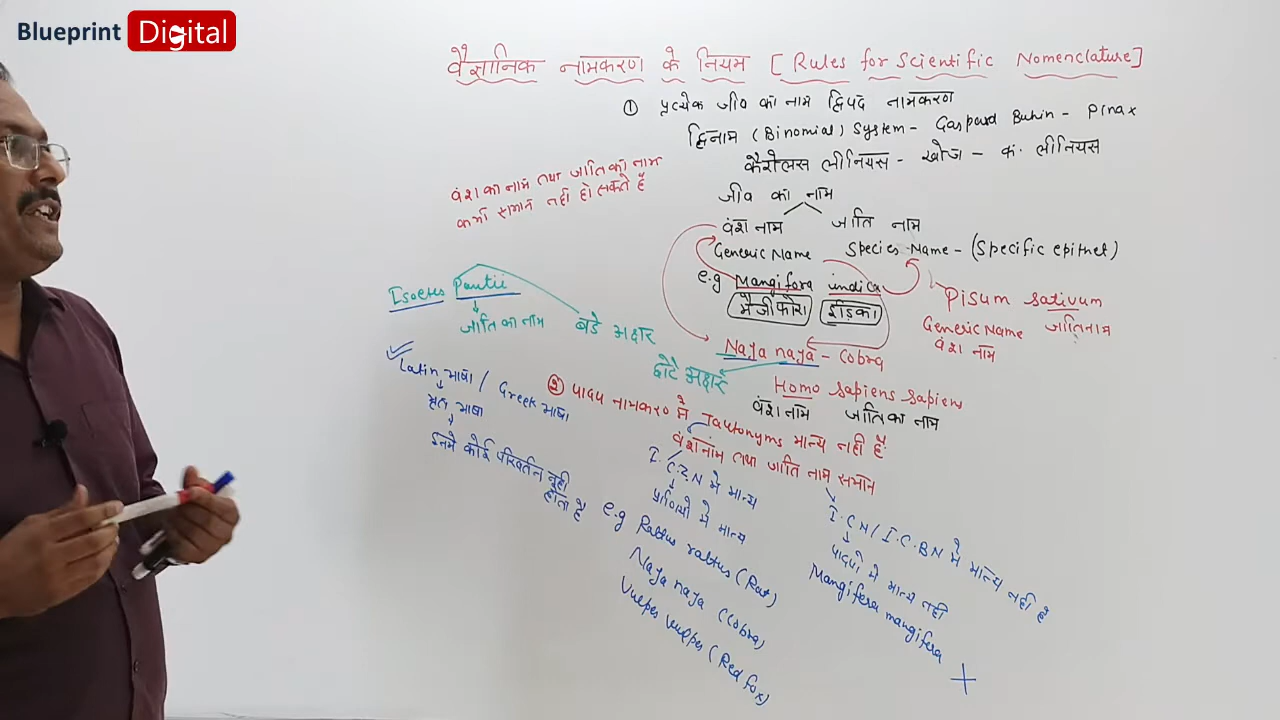 Blueprint Digital
वैज्ञानिक नामकरण के नियम [Rules for Scientific Nomenclature]
① प्रत्येक जीव का नाम द्विपद नामकरण
द्विनाम (Binomial) System - Gaspard Buhin - Pinax
कैरोलस लीनियस - खोज - क. लीनियस
वंश का नाम तथा जाति का नाम
कभी समान नहीं हो सकते है
जीव का नाम
वंश नाम जाति नाम
Generic Name Species Name - (Specific epithet)
e.g Mangifera indica
मैंजीफोरा इंडिका
Pisum sativum
Generic Name जातिनाम
वंश नाम
Isoetes Pantii
जाति का नाम बडे अक्षर
Naja naja - Cobra
छोटे अक्षर
Homo sapiens sapiens
वंश नाम जाति का नाम
Latin भाषा / Greek भाषा
मृत भाषा
इनमे कोई परिवर्तन नही
होता है
② पादप नामकरण मे Tautonyms मान्य नही है
वंशनाम तथा जाति नाम समान
I.C.Z.N मे मान्य
प्राणियो मे मान्य
e.g Rattus rattus (Rat)
Naja naja (Cobra)
Vulpes vulpes (Red fox)
I.C.N / I.C.B.N मे मान्य नही है
पादपो मे मान्य नही
Mangifera mangifera